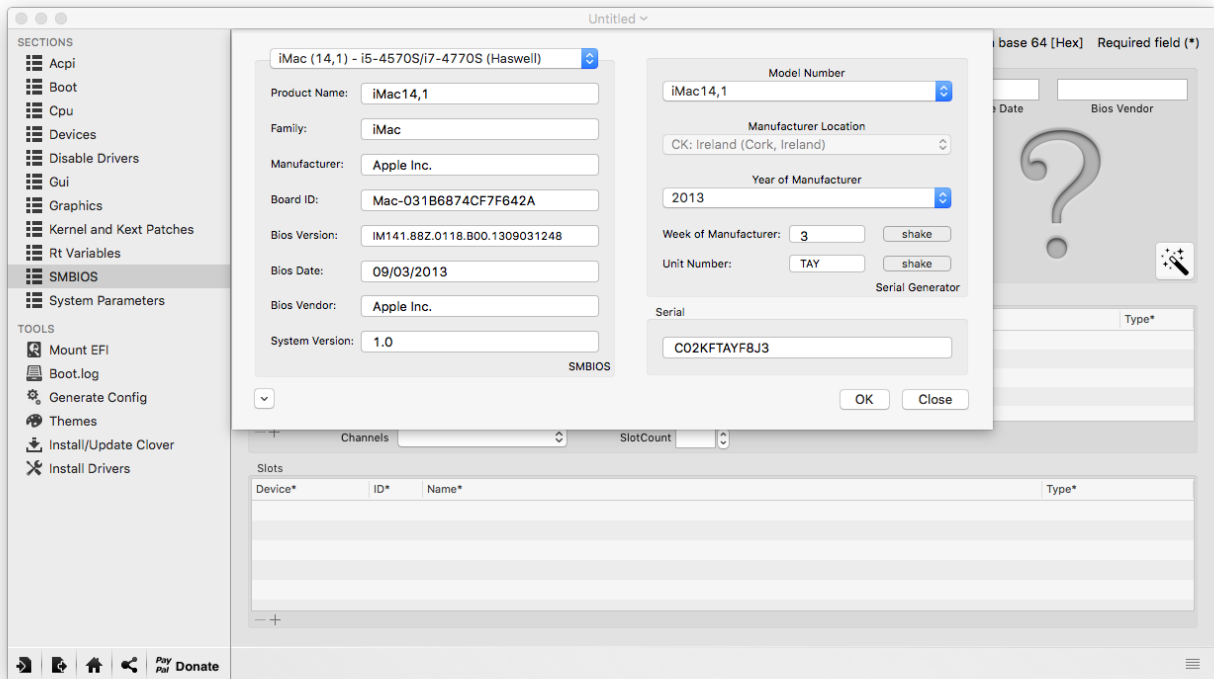 Untitled
SECTIONS
Acpi
Boot
Cpu
Devices
Disable Drivers
Gui
Graphics
Kernel and Kext Patches
Rt Variables
SMBIOS
System Parameters
TOOLS
Mount EFI
Boot.log
Generate Config
Themes
Install/Update Clover
Install Drivers
Pay Pal Donate
iMac (14,1) - i5-4570S/i7-4770S (Haswell)
Product Name: iMac14,1
Family: iMac
Manufacturer: Apple Inc.
Board ID: Mac-031B6874CF7F642A
Bios Version: IM141.88Z.0118.B00.1309031248
Bios Date: 09/03/2013
Bios Vendor: Apple Inc.
System Version: 1.0
SMBIOS
Model Number
iMac14,1
Manufacturer Location
CK: Ireland (Cork, Ireland)
Year of Manufacturer
2013
Week of Manufacturer: 3 shake
Unit Number: TAY shake
Serial Generator
Serial
C02KFTAYF8J3
OK Close
base 64 [Hex] Required field (*)
Date Bios Vendor
?
Type*
Channels SlotCount
Slots
Device* ID* Name* Type*